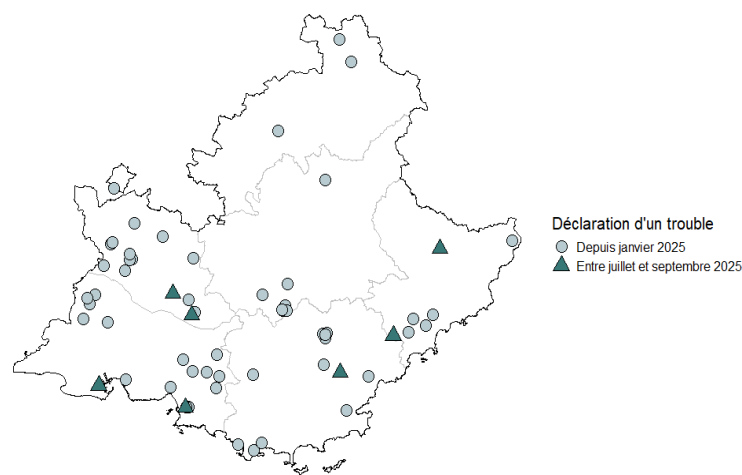 Déclaration d'un trouble
Depuis janvier 2025
Entre juillet et septembre 2025